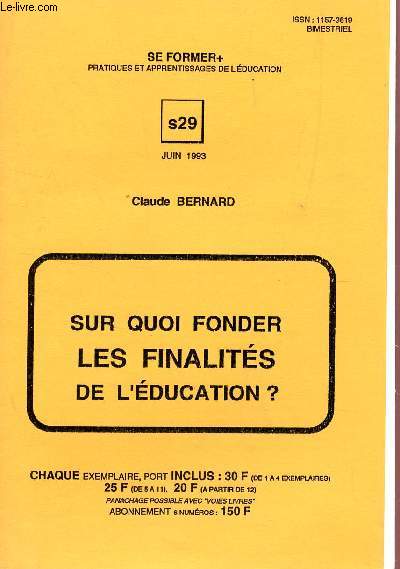 Le-livre.com
ISSN : 1157-3619
BIMESTRIEL
SE FORMER+
PRATIQUES ET APPRENTISSAGES DE L'ÉDUCATION
s29
JUIN 1993
Claude BERNARD
SUR QUOI FONDER
LES FINALITÉS
DE L'ÉDUCATION ?
CHAQUE EXEMPLAIRE, PORT INCLUS : 30 F (DE 1 A 4 EXEMPLAIRES)
25 F (DE 5 A 11). 20 F (A PARTIR DE 12)
PANACHAGE POSSIBLE AVEC "VOIES LIVRES"
ABONNEMENT 6 NUMÉROS : 150 F